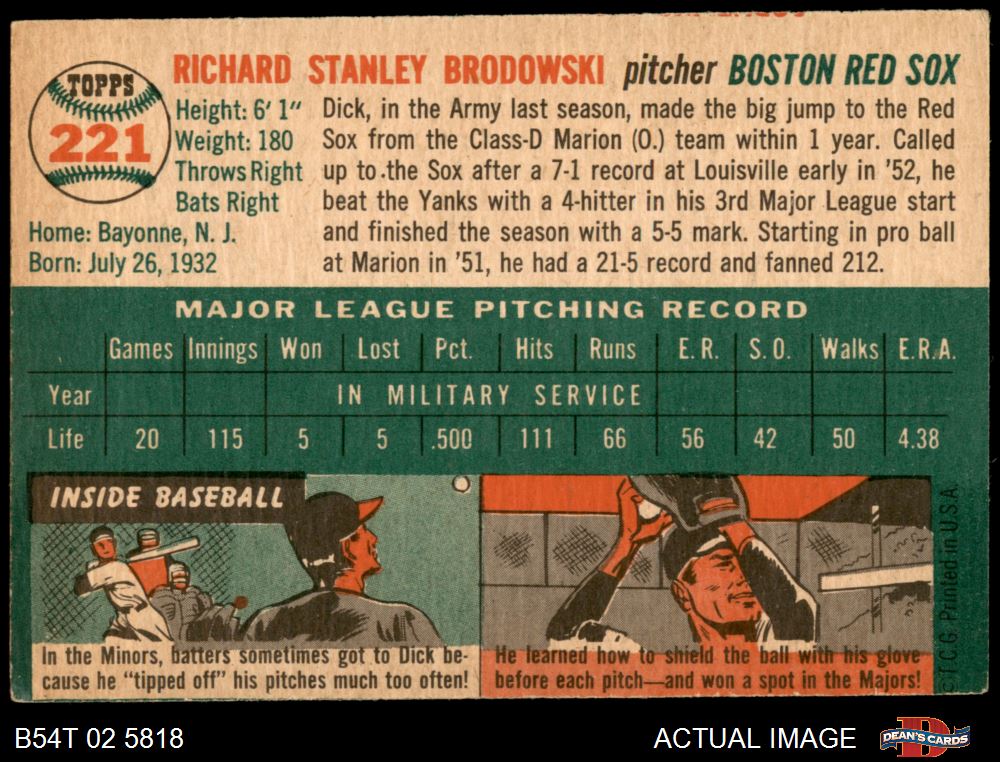 TOPPS
221
RICHARD STANLEY BRODOWSKI pitcher BOSTON RED SOX
Height: 6' 1"
Weight: 180
Throws Right
Bats Right
Home: Bayonne, N. J.
Born: July 26, 1932
Dick, in the Army last season, made the big jump to the Red
Sox from the Class-D Marion (O.) team within 1 year. Called
up to the Sox after a 7-1 record at Louisville early in '52, he
beat the Yanks with a 4-hitter in his 3rd Major League start
and finished the season with a 5-5 mark. Starting in pro ball
at Marion in '51, he had a 21-5 record and fanned 212.
MAJOR LEAGUE PITCHING RECORD
Games Innings Won Lost Pct. Hits Runs E. R. S. O. Walks E.R.A.
Year IN MILITARY SERVICE
Life 20 115 5 5 .500 111 66 56 42 50 4.38
INSIDE BASEBALL
In the Minors, batters sometimes got to Dick be-
cause he "tipped off" his pitches much too often!
He learned how to shield the ball with his glove
before each pitch—and won a spot in the Majors!
©T.C.G. Printed in U.S.A.
B54T 02 5818
ACTUAL IMAGE
DEAN'S CARDS